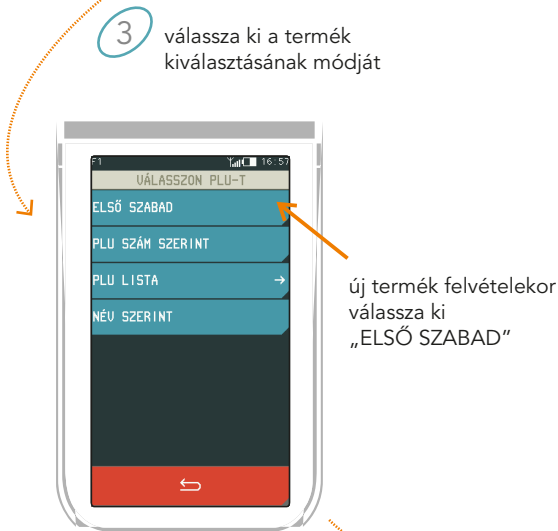 3
válassza ki a termék
kiválasztásának módját
F1 16:57
VÁLASSZON PLU-T
ELSŐ SZABAD
PLU SZÁM SZERINT
PLU LISTA →
NÉV SZERINT
új termék felvételekor
válassza ki
„ELSŐ SZABAD”